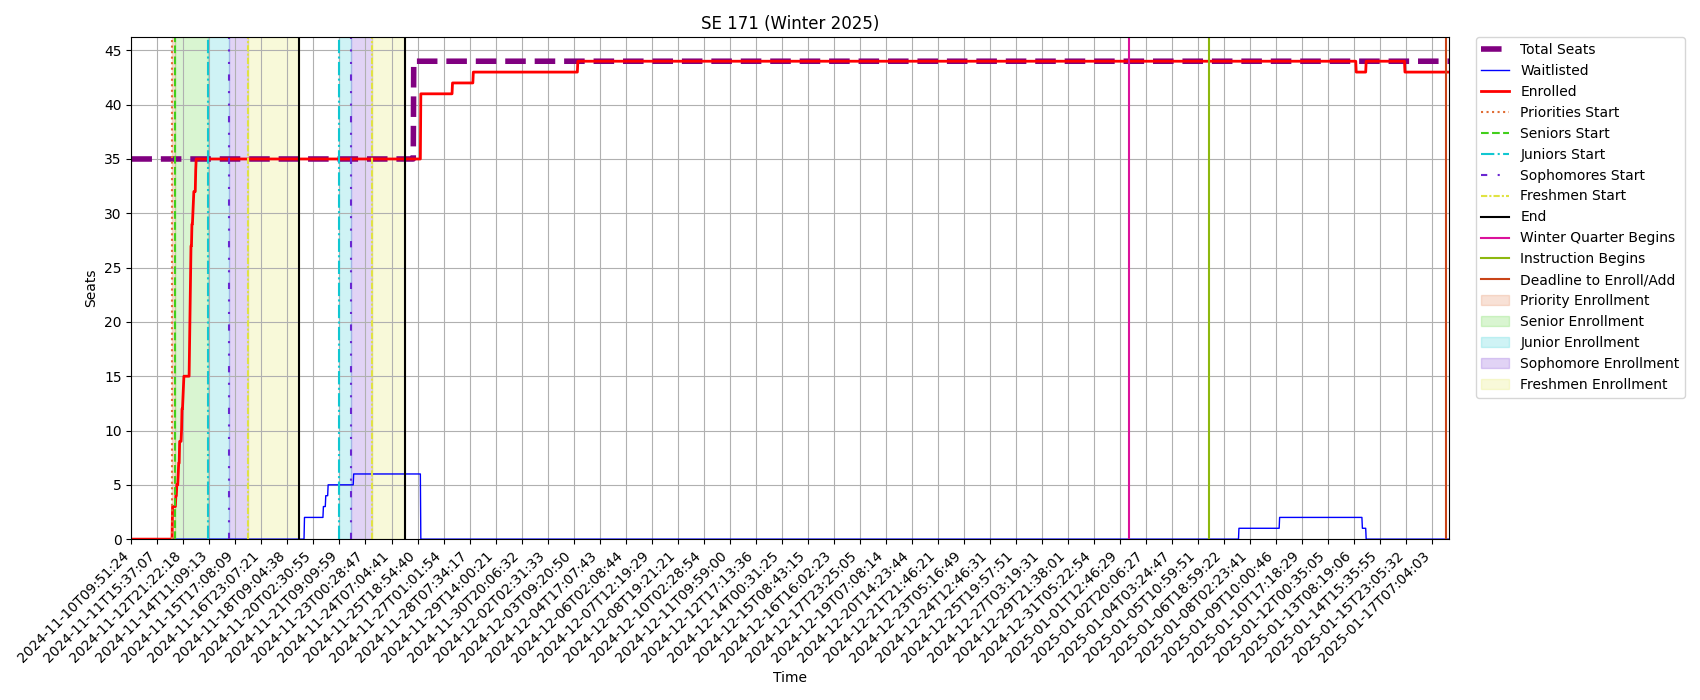 SE 171 (Winter 2025)
Seats
45
40
35
30
25
20
15
10
5
0
2024-11-10T09:51:24
2024-11-11T15:37:07
2024-11-12T21:22:18
2024-11-14T11:09:13
2024-11-15T17:08:09
2024-11-16T23:07:21
2024-11-18T09:04:38
2024-11-20T02:30:55
2024-11-21T09:09:59
2024-11-23T00:28:47
2024-11-24T07:04:41
2024-11-25T18:54:40
2024-11-27T01:01:54
2024-11-28T07:34:17
2024-11-29T14:00:21
2024-11-30T20:06:32
2024-12-02T02:31:33
2024-12-03T09:20:50
2024-12-04T17:07:43
2024-12-06T02:08:44
2024-12-07T12:19:29
2024-12-08T19:21:21
2024-12-10T02:28:54
2024-12-11T09:59:00
2024-12-12T17:13:36
2024-12-14T00:31:25
2024-12-15T08:43:15
2024-12-16T16:02:23
2024-12-17T23:25:05
2024-12-19T07:08:14
2024-12-20T14:23:44
2024-12-21T21:46:21
2024-12-23T05:16:49
2024-12-24T12:46:31
2024-12-25T19:57:51
2024-12-27T03:19:31
2024-12-29T21:38:01
2024-12-31T05:22:54
2025-01-01T12:46:29
2025-01-02T20:06:27
2025-01-04T03:24:47
2025-01-05T10:59:51
2025-01-06T18:59:22
2025-01-08T02:23:41
2025-01-09T10:00:46
2025-01-10T17:18:29
2025-01-12T00:35:05
2025-01-13T08:19:06
2025-01-14T15:35:55
2025-01-15T23:05:32
2025-01-17T07:04:03
Time
Total Seats
Waitlisted
Enrolled
Priorities Start
Seniors Start
Juniors Start
Sophomores Start
Freshmen Start
End
Winter Quarter Begins
Instruction Begins
Deadline to Enroll/Add
Priority Enrollment
Senior Enrollment
Junior Enrollment
Sophomore Enrollment
Freshmen Enrollment